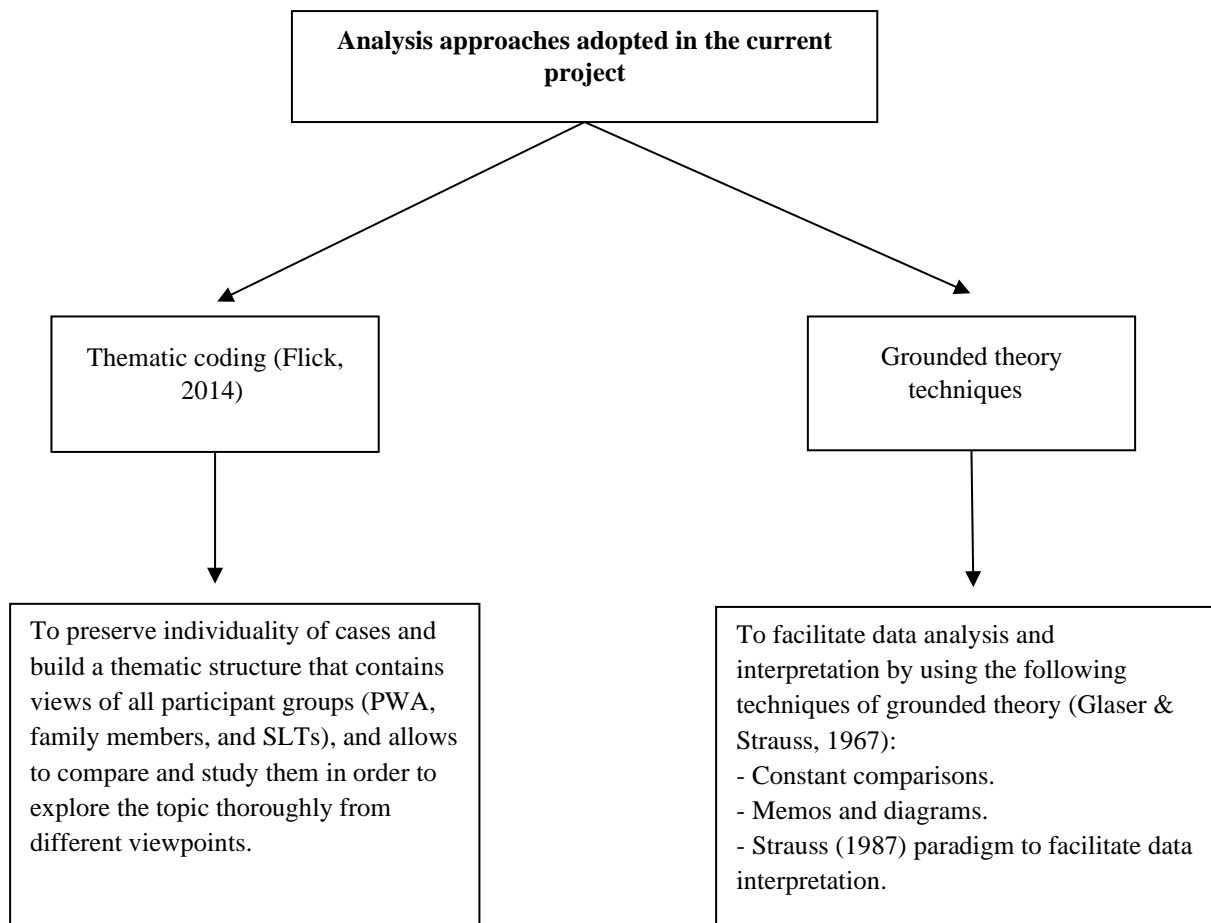 Analysis approaches adopted in the current
project
Thematic coding (Flick,
2014)
Grounded theory
techniques
To preserve individuality of cases and
build a thematic structure that contains
views of all participant groups (PWA,
family members, and SLTs), and allows
to compare and study them in order to
explore the topic thoroughly from
different viewpoints.
To facilitate data analysis and
interpretation by using the following
techniques of grounded theory (Glaser &
Strauss, 1967):
- Constant comparisons.
- Memos and diagrams.
- Strauss (1987) paradigm to facilitate data
interpretation.